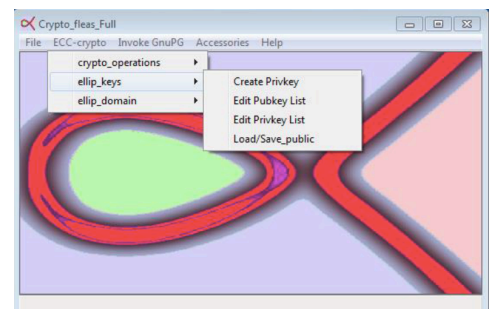 Crypto_fleas_Full
File ECC-crypto Invoke GnuPG Accessories Help
crypto_operations
ellip_keys
ellip_domain
Create Privkey
Edit Pubkey List
Edit Privkey List
Load/Save_public